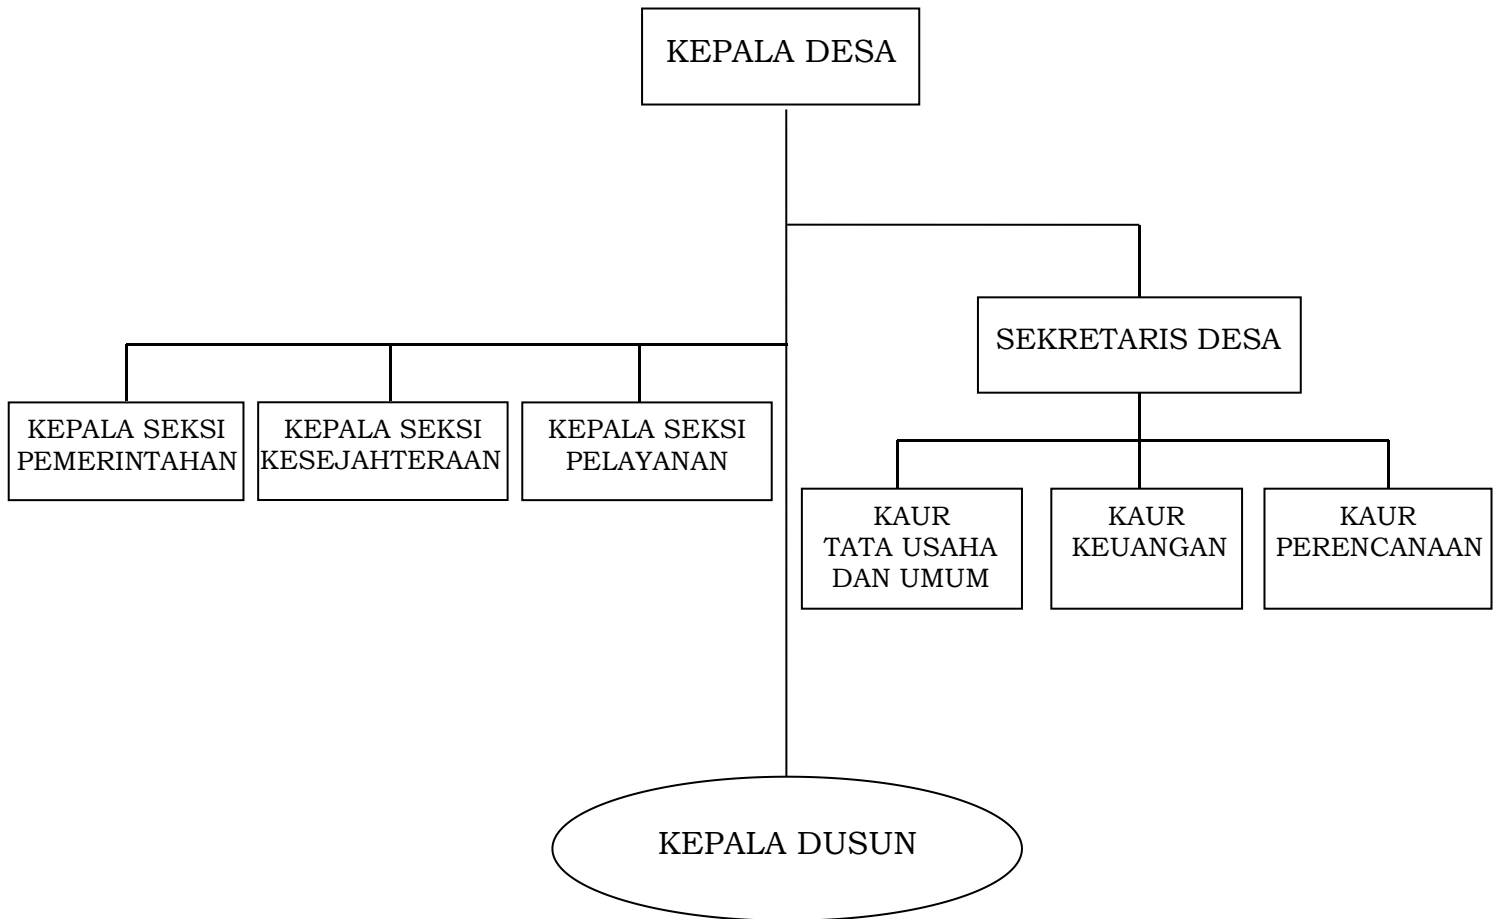 KEPALA DESA
SEKRETARIS DESA
KEPALA SEKSI
PEMERINTAHAN
KEPALA SEKSI
KESEJAHTERAAN
KEPALA SEKSI
PELAYANAN
KAUR
TATA USAHA
DAN UMUM
KAUR
KEUANGAN
KAUR
PERENCANAAN
KEPALA DUSUN